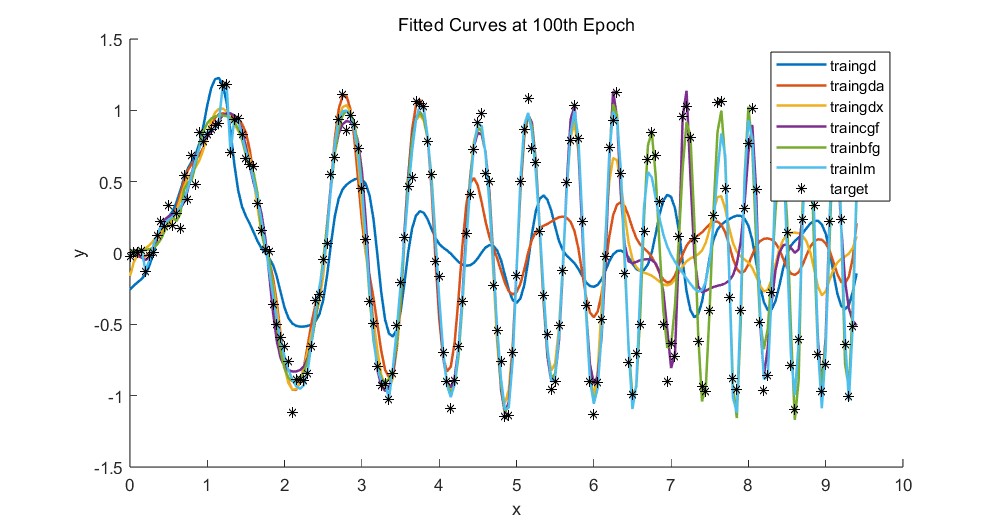 Fitted Curves at 100th Epoch
1.5
1
0.5
0
-0.5
-1
-1.5
y
0 1 2 3 4 5 6 7 8 9 10
x
traingd
traingda
traingdx
traincgf
trainbfg
trainlm
target